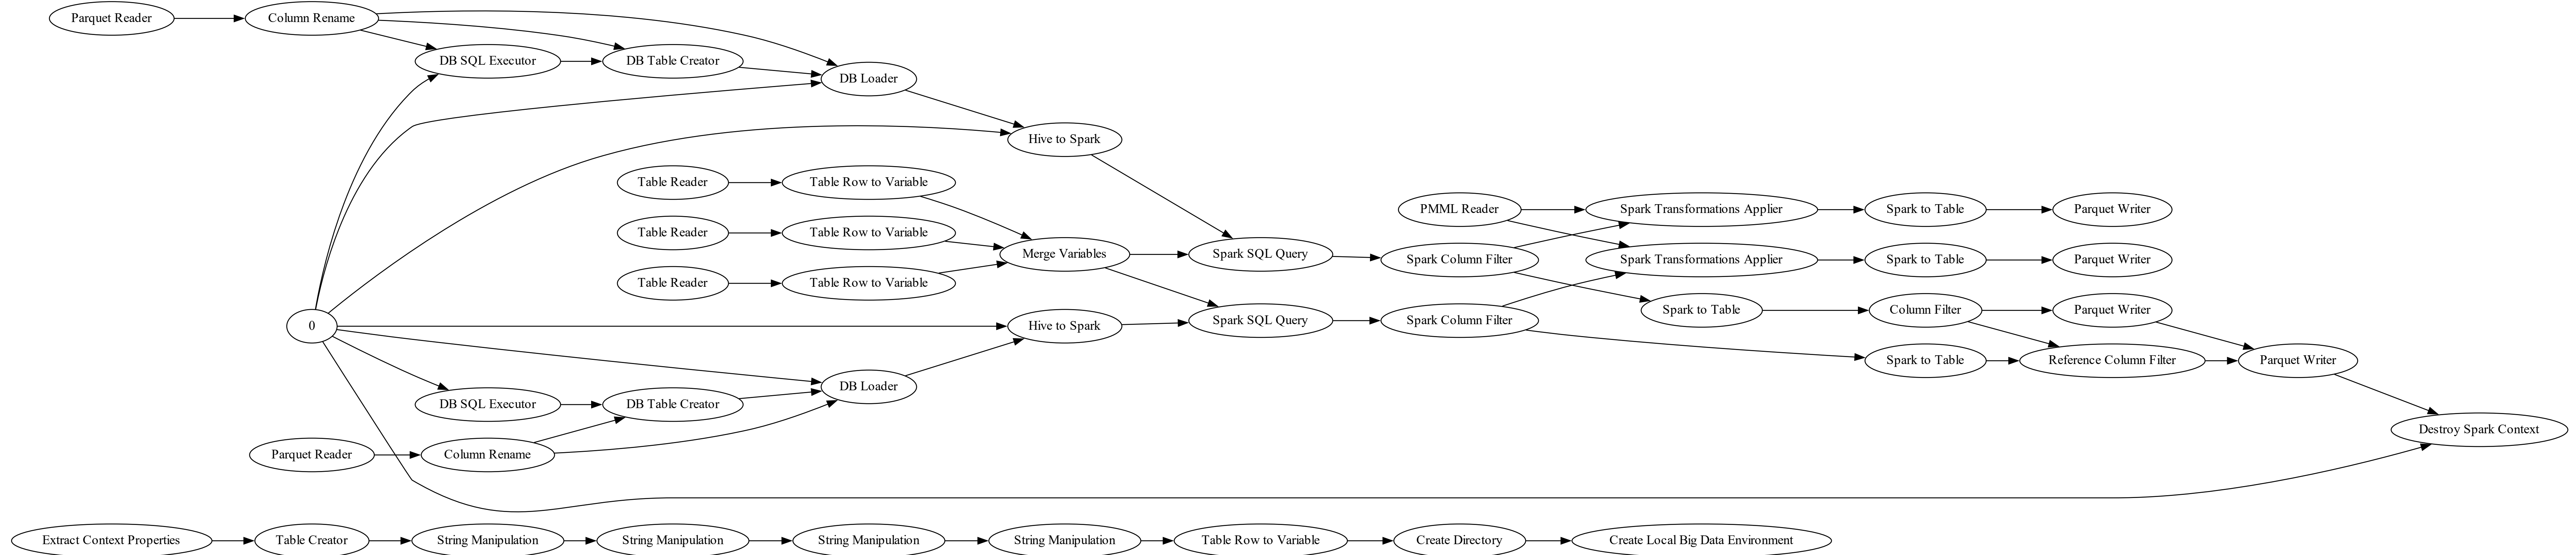 Parquet Reader
Column Rename
DB SQL Executor
DB Table Creator
DB Loader
Hive to Spark
Table Reader
Table Row to Variable
Table Reader
Table Row to Variable
Table Reader
Table Row to Variable
Merge Variables
Spark SQL Query
Spark SQL Query
Hive to Spark
0
DB Loader
DB SQL Executor
DB Table Creator
Parquet Reader
Column Rename
PMML Reader
Spark Transformations Applier
Spark to Table
Parquet Writer
Spark Column Filter
Spark Transformations Applier
Spark to Table
Parquet Writer
Spark to Table
Column Filter
Parquet Writer
Spark Column Filter
Spark to Table
Reference Column Filter
Parquet Writer
Destroy Spark Context
Extract Context Properties
Table Creator
String Manipulation
String Manipulation
String Manipulation
String Manipulation
Table Row to Variable
Create Directory
Create Local Big Data Environment